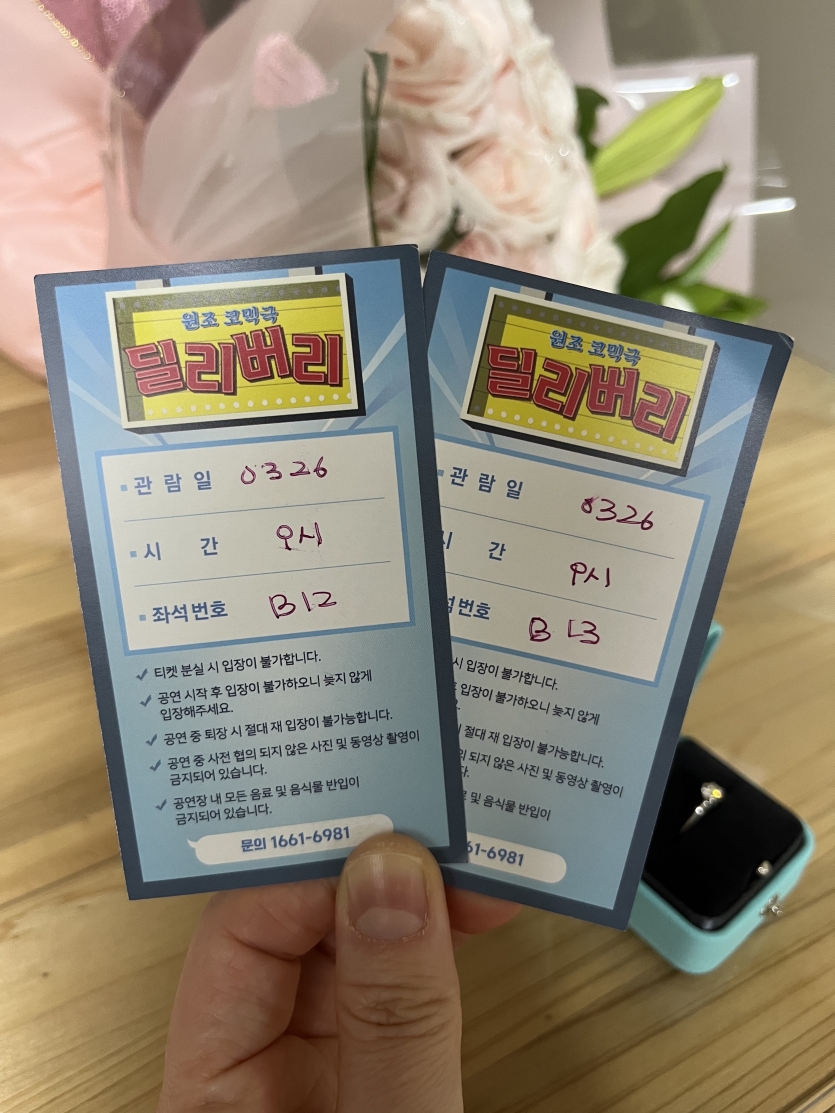 원조 코믹극
딜리버리
관람일 0326
시간 9시
좌석번호 B12
티켓 분실 시 입장이 불가합니다.
공연 시작 후 입장이 불가하오니 늦지 않게
입장해주세요.
공연 중 퇴장 시 절대 재 입장이 불가능합니다.
공연 중 사전 협의 되지 않은 사진 및 동영상 촬영이
금지되어 있습니다.
공연장 내 모든 음료 및 음식물 반입이
금지되어 있습니다.
문의 1661-6981
원조 코믹극
딜리버리
관람일 0326
간 9시
번호 B 13
시 입장이 불가합니다.
입장이 불가하오니 늦지 않게
시 절대 재 입장이 불가능합니다.
되지 않은 사진 및 동영상 촬영이
및 음식물 반입이
61-6981